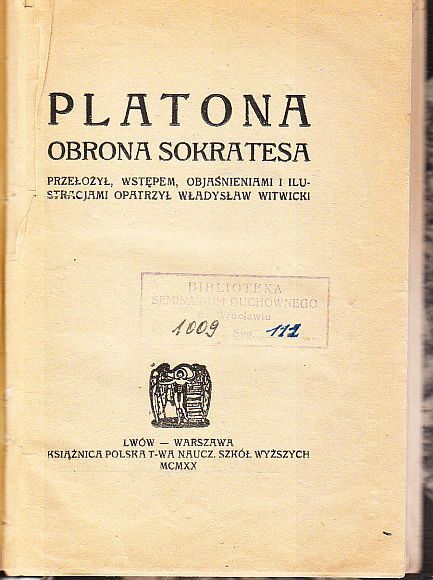 PLATONA
OBRONA SOKRATESA
PRZEŁOŻYŁ, WSTĘPEM, OBJAŚNIENIAMI I ILU-
STRACJAMI OPATRZYŁ WŁADYSŁAW WITWICKI
BIBLIOTEKA
SEMINARIUM DUCHOWNEGO
Wrocławiu
1009 Syg. 112
LWÓW — WARSZAWA
KSIĄŻNICA POLSKA T-WA NAUCZ. SZKÓŁ WYŻSZYCH
MCMXX